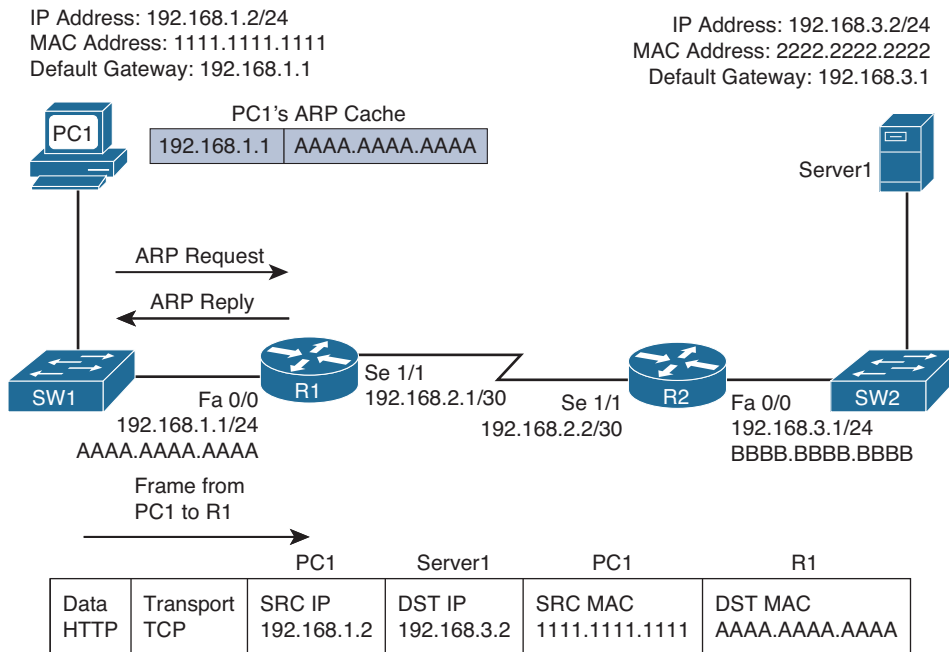 IP Address: 192.168.1.2/24
MAC Address: 1111.1111.1111
Default Gateway: 192.168.1.1
IP Address: 192.168.3.2/24
MAC Address: 2222.2222.2222
Default Gateway: 192.168.3.1
PC1's ARP Cache
PC1
192.168.1.1 AAAA.AAAA.AAAA
Server1
ARP Request
ARP Reply
SW1
R1
R2
SW2
Fa 0/0
192.168.1.1/24
AAAA.AAAA.AAAA
Se 1/1
192.168.2.1/30
Se 1/1
192.168.2.2/30
Fa 0/0
192.168.3.1/24
BBBB.BBBB.BBBB
Frame from
PC1 to R1
PC1 Server1 PC1 R1
Data Transport SRC IP DST IP SRC MAC DST MAC
HTTP TCP 192.168.1.2 192.168.3.2 1111.1111.1111 AAAA.AAAA.AAAA